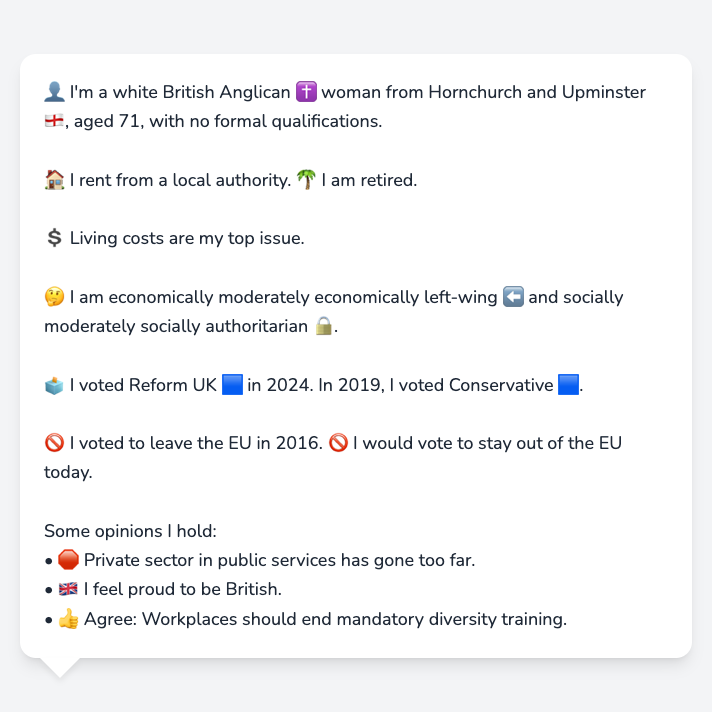 👤 I'm a white British Anglican ✝️ woman from Hornchurch and Upminster
🏴󠁧󠁢󠁥󠁮󠁧󠁿, aged 71, with no formal qualifications.
🏠 I rent from a local authority. 🌴 I am retired.
💲 Living costs are my top issue.
🤔 I am economically moderately economically left-wing ⬅️ and socially
moderately socially authoritarian 🔒.
🗳️ I voted Reform UK 🟦 in 2024. In 2019, I voted Conservative 🟦.
🚫 I voted to leave the EU in 2016. 🚫 I would vote to stay out of the EU
today.
Some opinions I hold:
• 🛑 Private sector in public services has gone too far.
• 🇬🇧 I feel proud to be British.
• 👍 Agree: Workplaces should end mandatory diversity training.